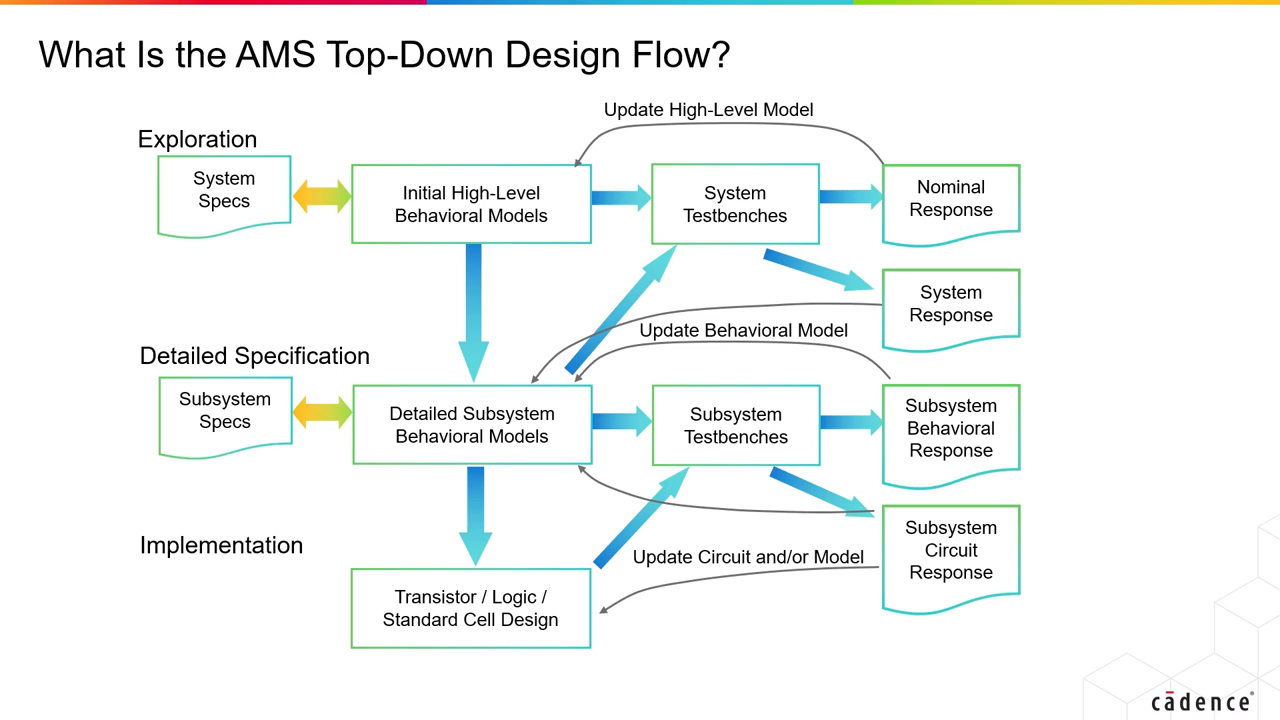 What Is the AMS Top-Down Design Flow?
Update High-Level Model
Exploration
System
Specs
Initial High-Level
Behavioral Models
System
Testbenches
Nominal
Response
System
Response
Update Behavioral Model
Detailed Specification
Subsystem
Specs
Detailed Subsystem
Behavioral Models
Subsystem
Testbenches
Subsystem
Behavioral
Response
Implementation
Update Circuit and/or Model
Subsystem
Circuit
Response
Transistor / Logic /
Standard Cell Design
cādence®